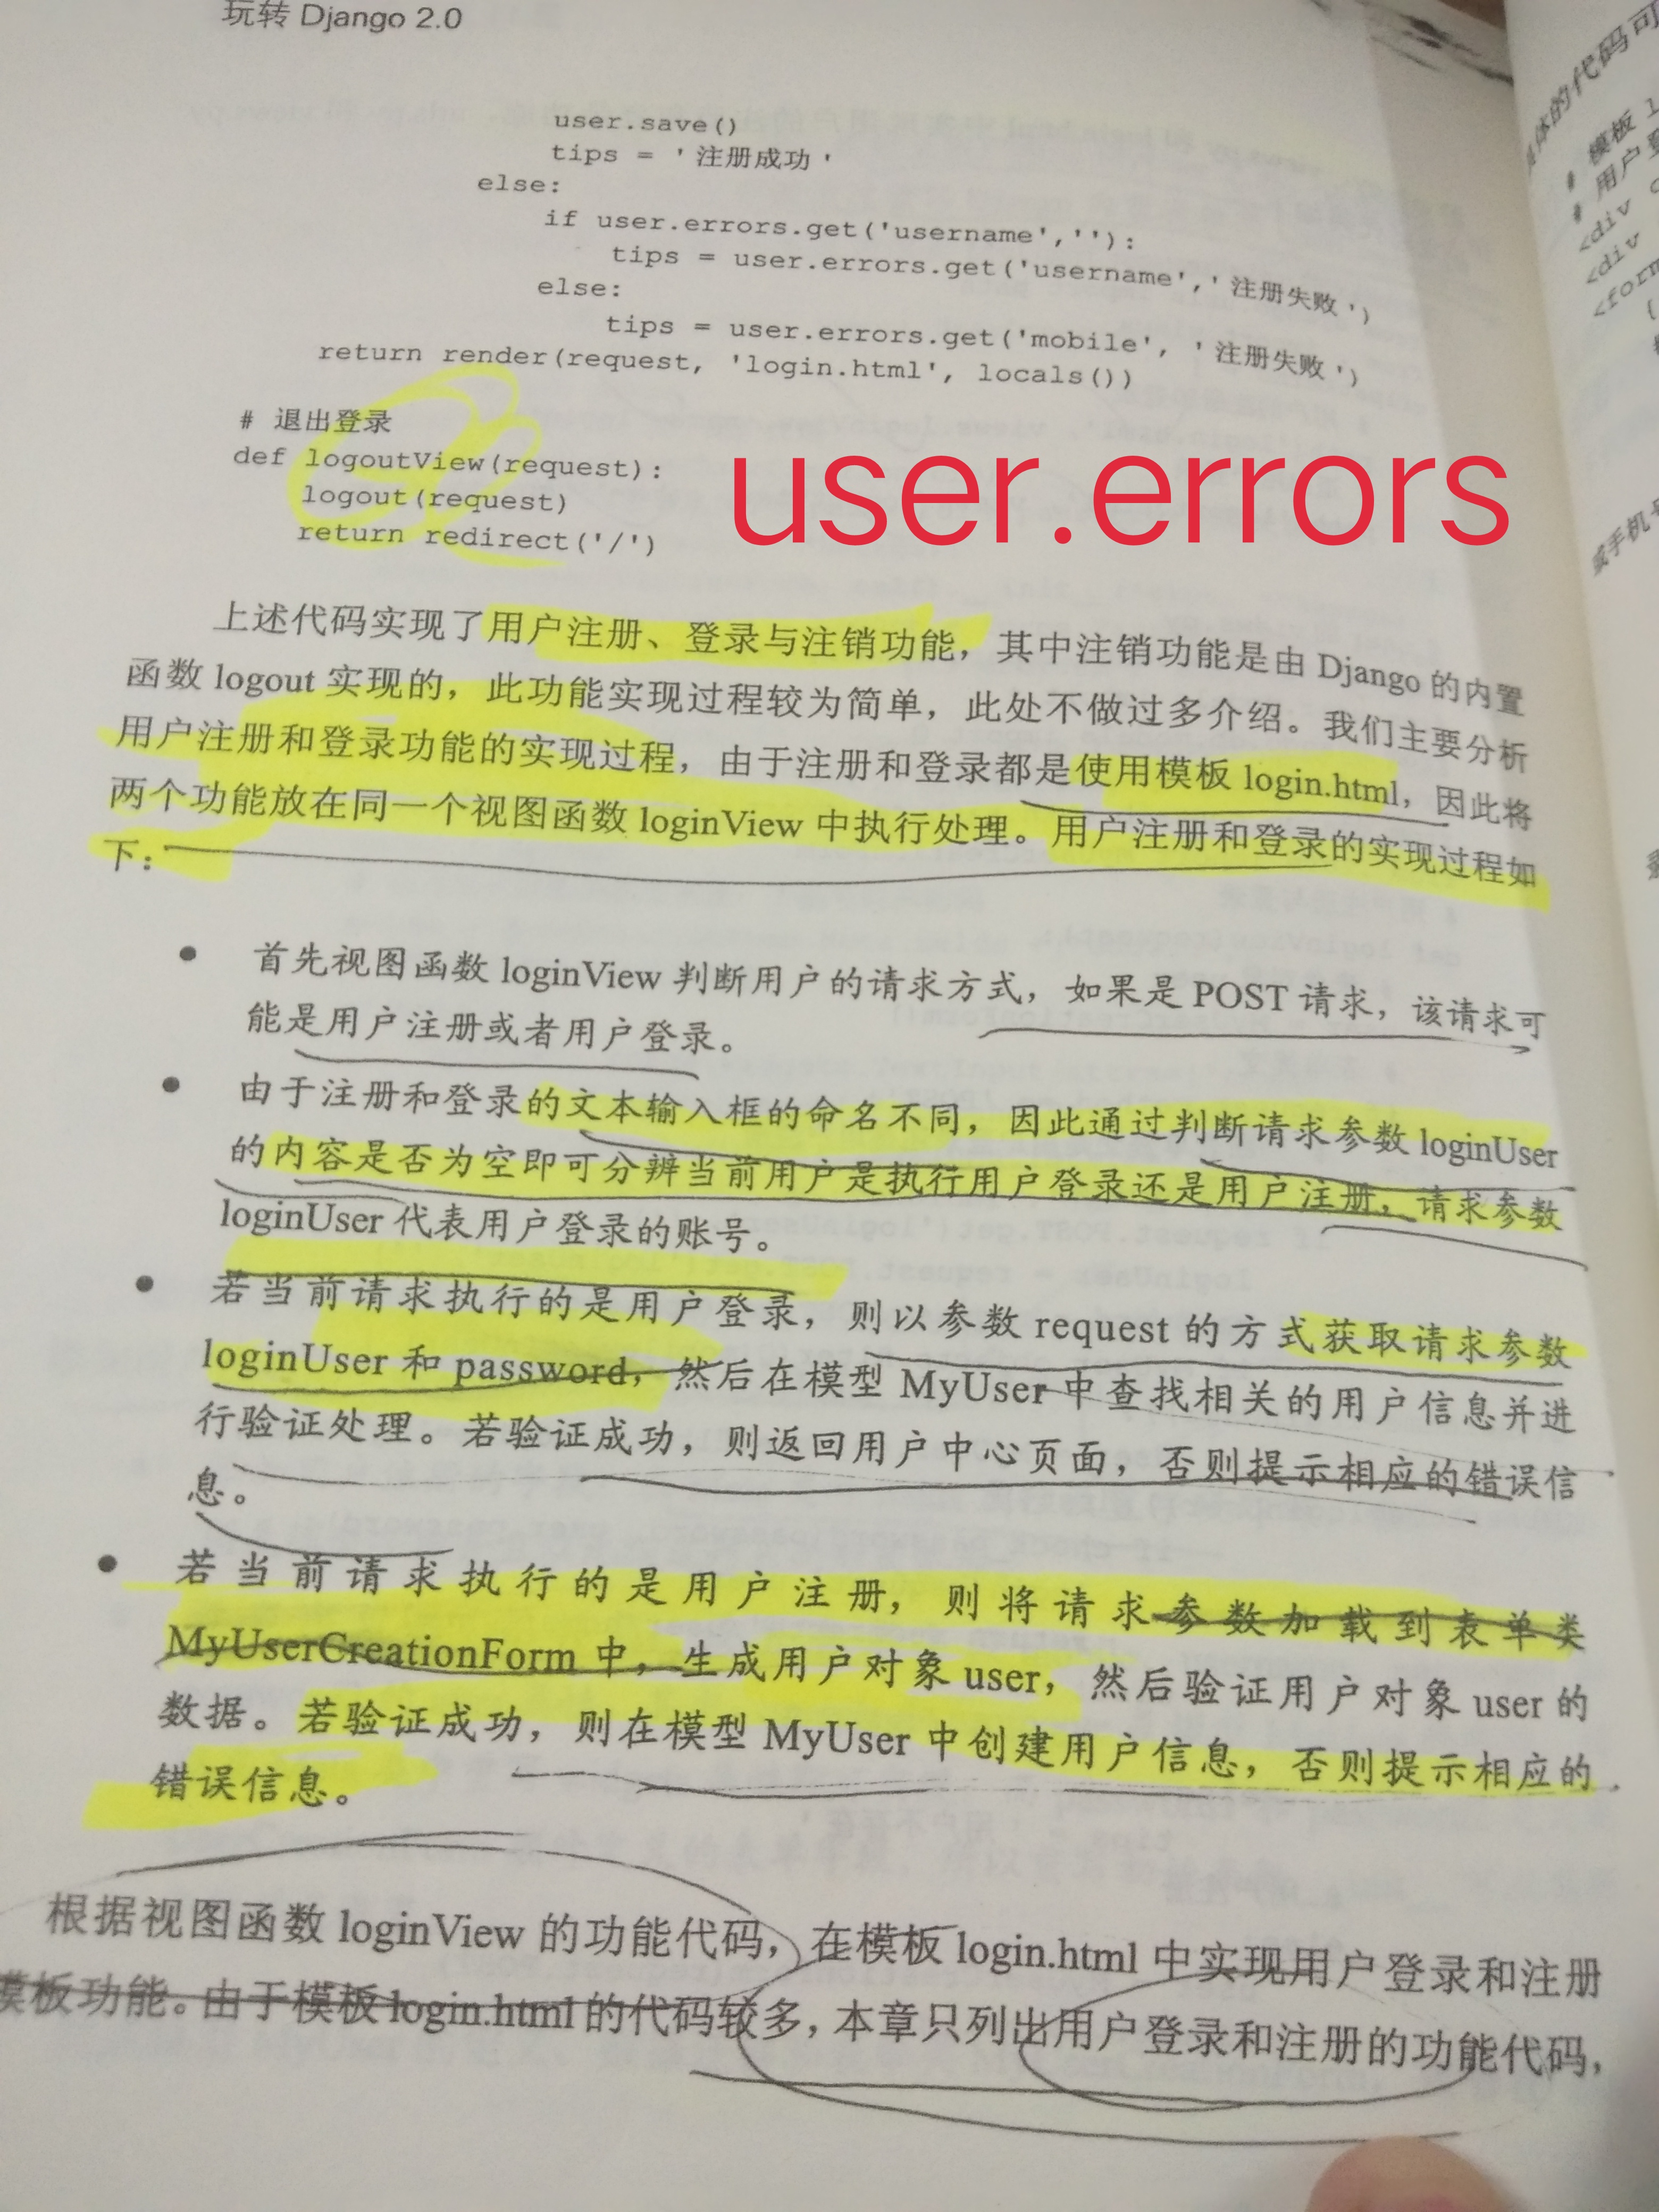 玩转 Django 2.0
user.save()
tips = '注册成功'
else:
if user.errors.get('username',''):
tips = user.errors.get('username','注册失败')
else:
tips = user.errors.get('mobile', '注册失败')
return render(request, 'login.html', locals())
# 退出登录
def logoutView(request):
logout(request)
return redirect('/')
user.errors
上述代码实现了用户注册、登录与注销功能，其中注销功能是由 Django 的内置
函数 logout 实现的，此功能实现过程较为简单，此处不做过多介绍。我们主要分析
用户注册和登录功能的实现过程，由于注册和登录都是使用模板 login.html，因此将
两个功能放在同一个视图函数 loginView 中执行处理。用户注册和登录的实现过程如
下：
● 首先视图函数 loginView 判断用户的请求方式，如果是 POST 请求，该请求可
能是用户注册或者用户登录。
● 由于注册和登录的文本输入框的命名不同，因此通过判断请求参数 loginUser
的内容是否为空即可分辨当前用户是执行用户登录还是用户注册，请求参数
loginUser 代表用户登录的账号。
● 若当前请求执行的是用户登录，则以参数 request 的方式获取请求参数
loginUser 和 password，然后在模型 MyUser 中查找相关的用户信息并进
行验证处理。若验证成功，则返回用户中心页面，否则提示相应的错误信
息。
● 若当前请求执行的是用户注册，则将请求参数加载到表单类
MyUserCreationForm 中，生成用户对象 user，然后验证用户对象 user 的
数据。若验证成功，则在模型 MyUser 中创建用户信息，否则提示相应的
错误信息。
根据视图函数 loginView 的功能代码，在模板 login.html 中实现用户登录和注册
模板功能。由于模板 login.html 的代码较多，本章只列出用户登录和注册的功能代码，
体的代码可
# 模板 l
# 用户登
<div c
<div
<form
或手机号